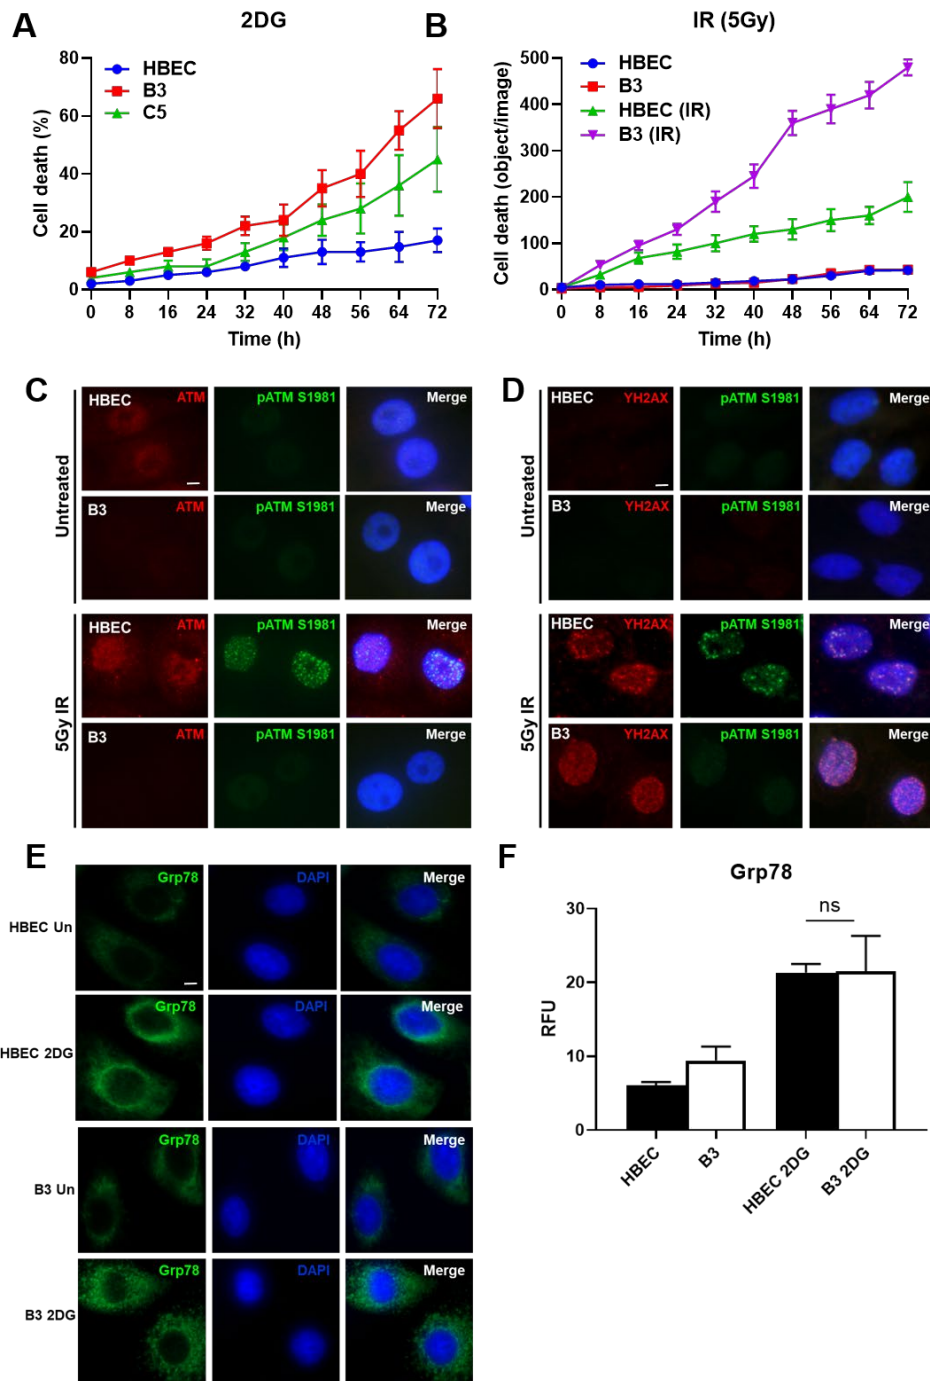 A
2DG
Cell death (%)
80
60
40
20
0
HBEC
B3
C5
0 8 16 24 32 40 48 56 64 72
Time (h)
B
IR (5Gy)
Cell death (object/image)
500
400
300
200
100
0
HBEC
B3
HBEC (IR)
B3 (IR)
0 8 16 24 32 40 48 56 64 72
Time (h)
C
Untreated
HBEC ATM pATM S1981 Merge
B3 ATM pATM S1981 Merge
5Gy IR
HBEC ATM pATM S1981 Merge
B3 ATM pATM S1981 Merge
D
Untreated
HBEC YH2AX pATM S1981 Merge
B3 YH2AX pATM S1981 Merge
5Gy IR
HBEC YH2AX pATM S1981 Merge
B3 YH2AX pATM S1981 Merge
E
HBEC Un Grp78 DAPI Merge
HBEC 2DG Grp78 DAPI Merge
B3 Un Grp78 DAPI Merge
B3 2DG Grp78 DAPI Merge
F
Grp78
RFU
30
20
10
0
ns
HBEC
B3
HBEC 2DG
B3 2DG